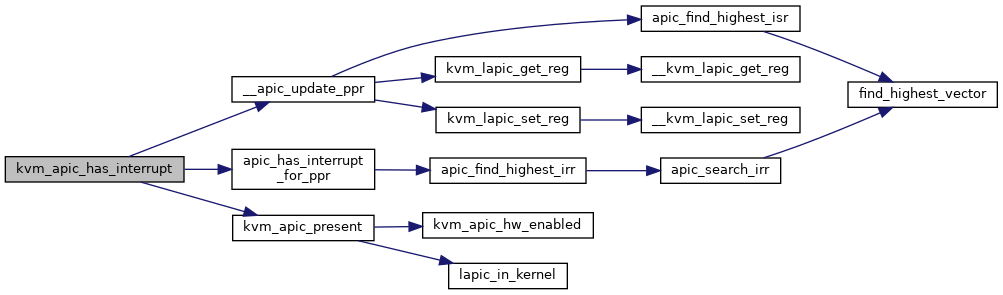 kvm_apic_has_interrupt
__apic_update_ppr
apic_has_interrupt
_for_ppr
kvm_apic_present
apic_find_highest_isr
kvm_lapic_get_reg
__kvm_lapic_get_reg
kvm_lapic_set_reg
__kvm_lapic_set_reg
apic_find_highest_irr
apic_search_irr
find_highest_vector
kvm_apic_hw_enabled
lapic_in_kernel